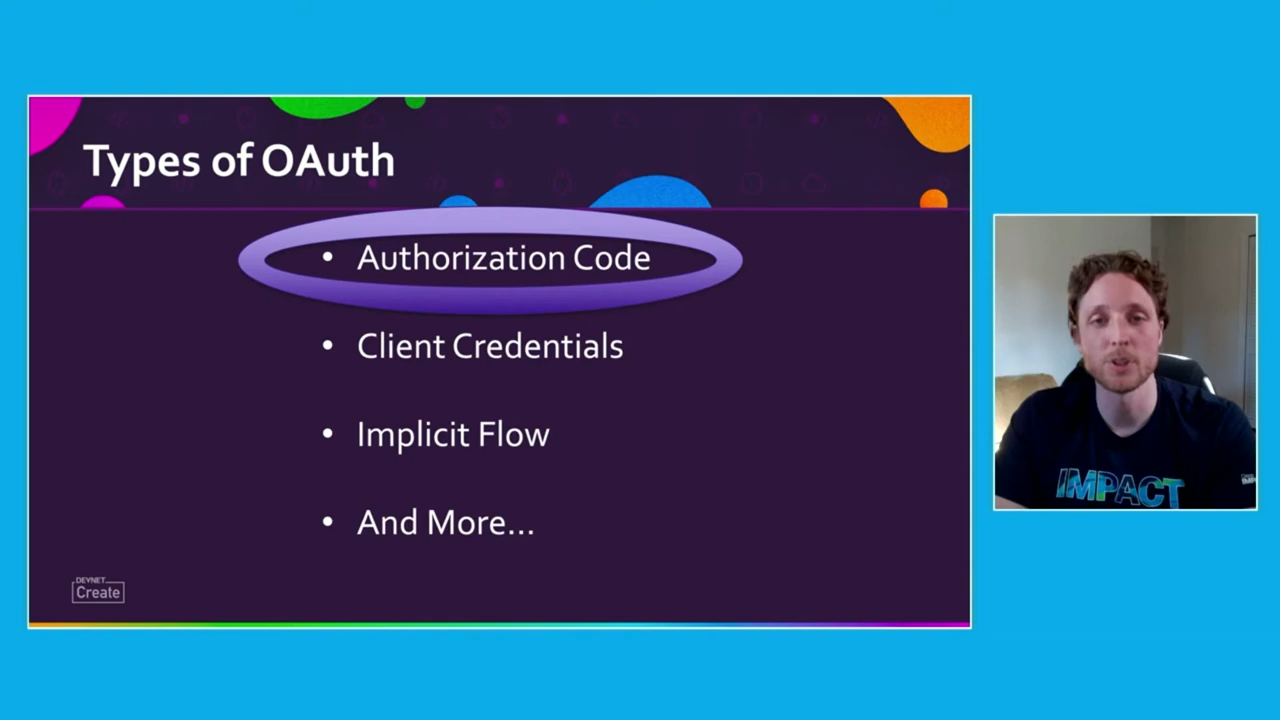 Types of OAuth
• Authorization Code
• Client Credentials
• Implicit Flow
• And More...
DEVNET
Create
IMPACT